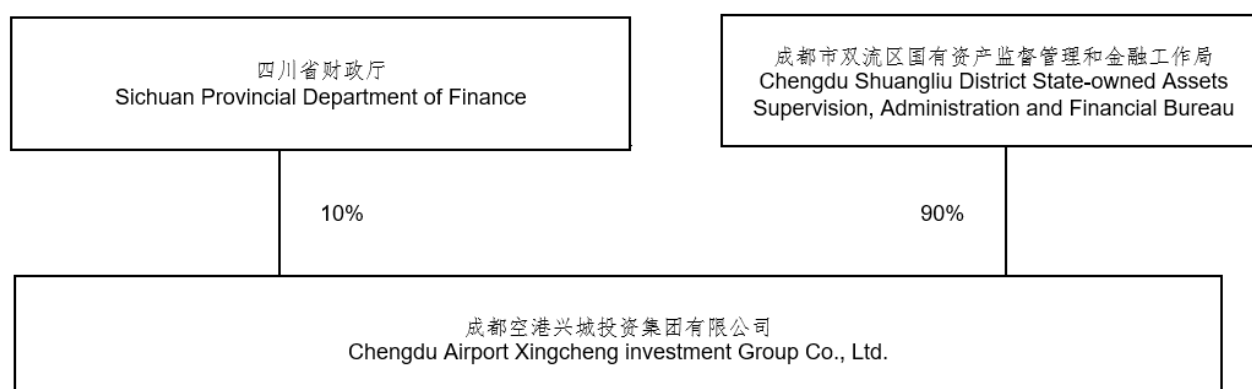 四川省财政厅
Sichuan Provincial Department of Finance
成都市双流区国有资产监督管理和金融工作局
Chengdu Shuangliu District State-owned Assets
Supervision, Administration and Financial Bureau
10%
90%
成都空港兴城投资集团有限公司
Chengdu Airport Xingcheng investment Group Co., Ltd.